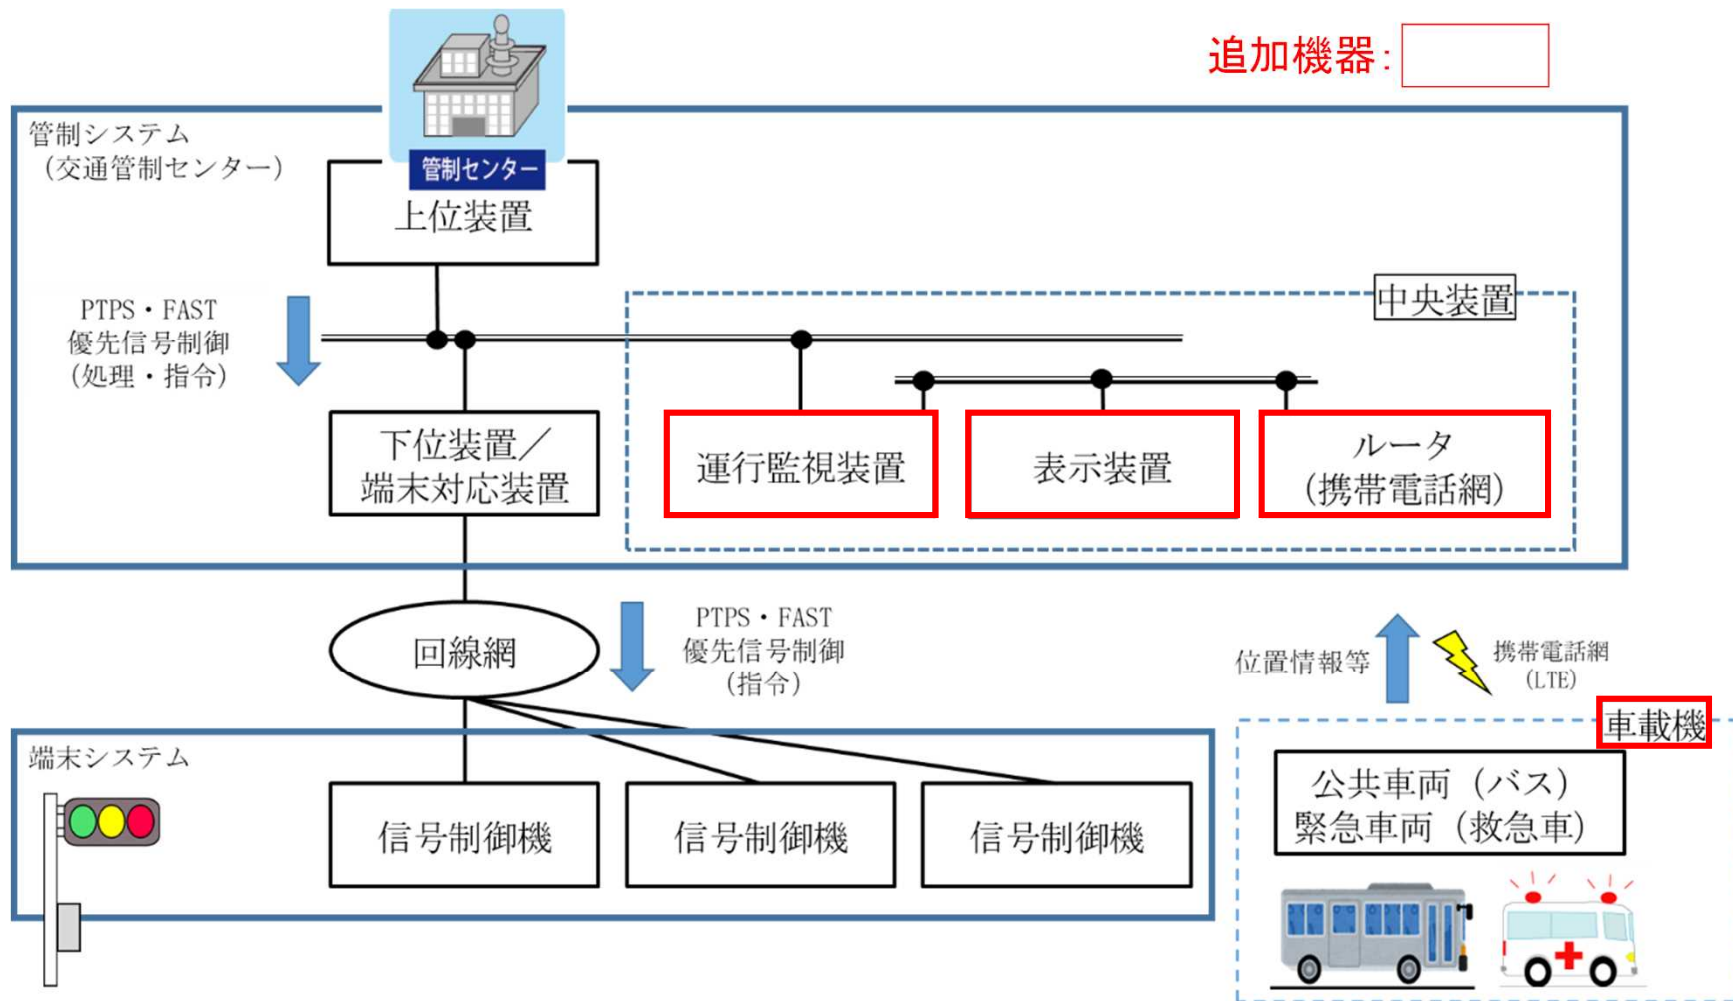 追加機器：
管制システム
（交通管制センター）
管制センター
上位装置
中央装置
PTPS・FAST
優先信号制御
（処理・指令）
下位装置／
端末対応装置
運行監視装置
表示装置
ルータ
（携帯電話網）
回線網
PTPS・FAST
優先信号制御
（指令）
位置情報等
携帯電話網
（LTE）
車載機
端末システム
信号制御機
信号制御機
信号制御機
公共車両（バス）
緊急車両（救急車）